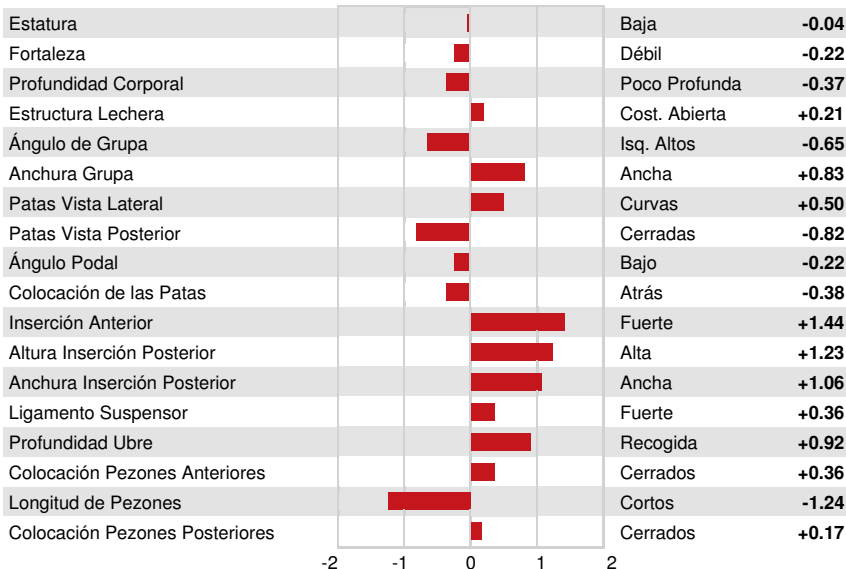 Estatura Baja -0.04
Fortaleza Débil -0.22
Profundidad Corporal Poco Profunda -0.37
Estructura Lechera Cost. Abierta +0.21
Ángulo de Grupa Isq. Altos -0.65
Anchura Grupa Ancha +0.83
Patas Vista Lateral Curvas +0.50
Patas Vista Posterior Cerradas -0.82
Ángulo Podal Bajo -0.22
Colocación de las Patas Atrás -0.38
Inserción Anterior Fuerte +1.44
Altura Inserción Posterior Alta +1.23
Anchura Inserción Posterior Ancha +1.06
Ligamento Suspensor Fuerte +0.36
Profundidad Ubre Recogida +0.92
Colocación Pezones Anteriores Cerrados +0.36
Longitud de Pezones Cortos -1.24
Colocación Pezones Posteriores Cerrados +0.17
-2 -1 0 1 2